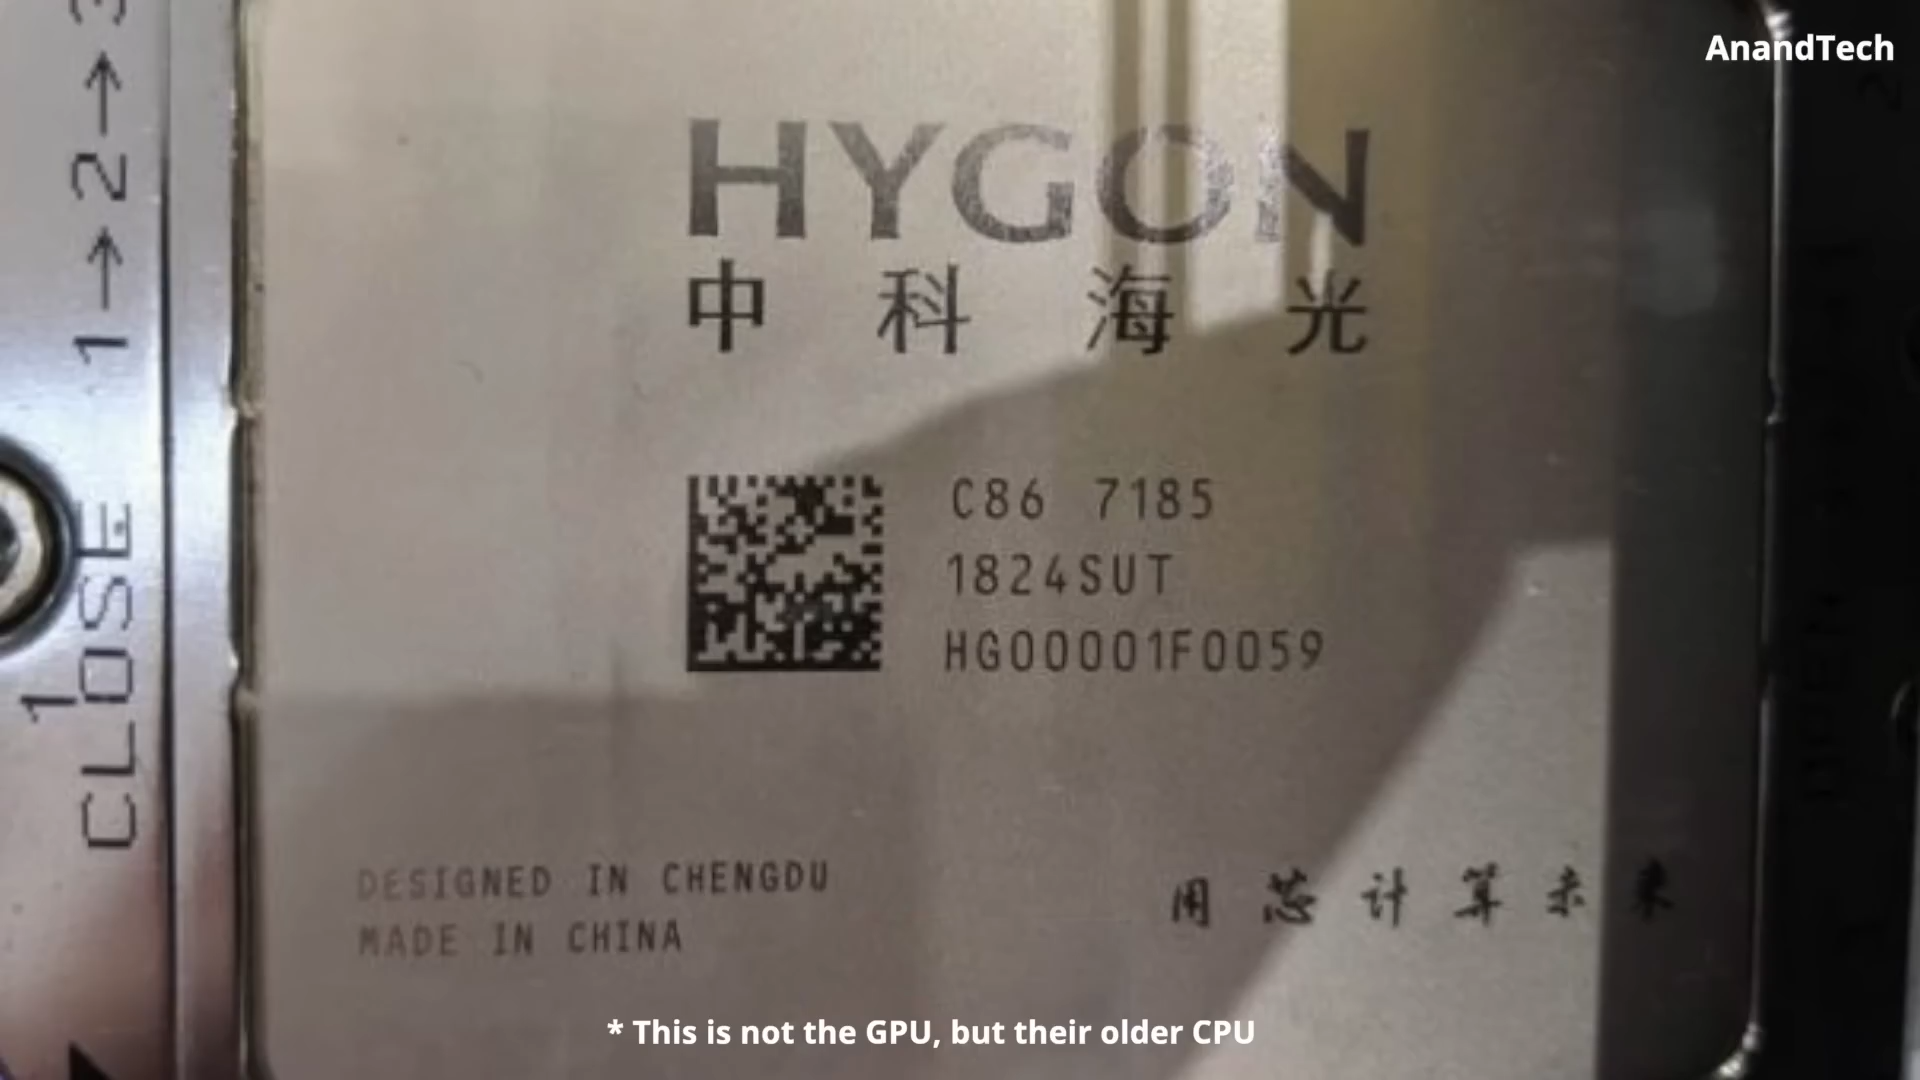 AnandTech
HYGON
中科海光
C86 7185
1824SUT
HG00001F0059
DESIGNED IN CHENGDU
MADE IN CHINA
用芯计算未来
1→2→3
1
CLOSE
* This is not the GPU, but their older CPU